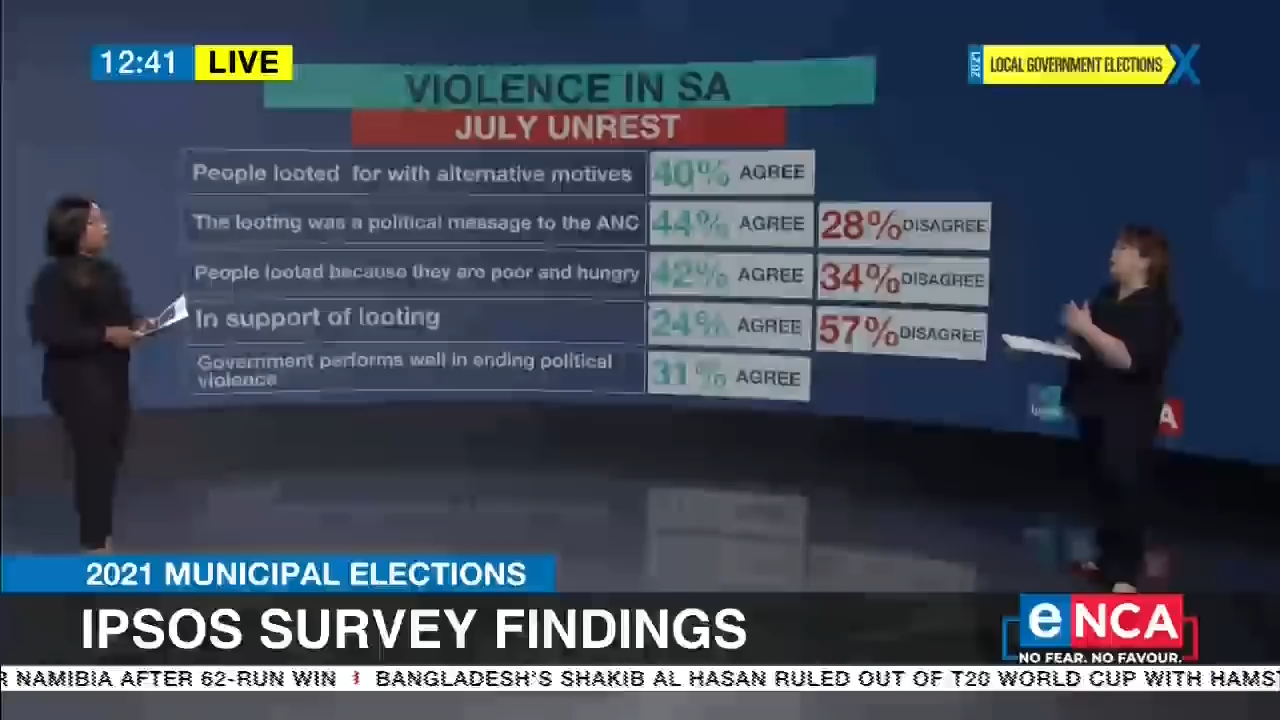 12:41 LIVE
2021 LOCAL GOVERNMENT ELECTIONS X
VIOLENCE IN SA
JULY UNREST
People looted for with alternative motives 40% AGREE
The looting was a political message to the ANC 44% AGREE 28% DISAGREE
People looted because they are poor and hungry 42% AGREE 34% DISAGREE
In support of looting 24% AGREE 57% DISAGREE
Government performs well in ending political
violence
31% AGREE
A
2021 MUNICIPAL ELECTIONS
IPSOS SURVEY FINDINGS
eNCA
NO FEAR. NO FAVOUR.
R NAMIBIA AFTER 62-RUN WIN BANGLADESH'S SHAKIB AL HASAN RULED OUT OF T20 WORLD CUP WITH HAMS